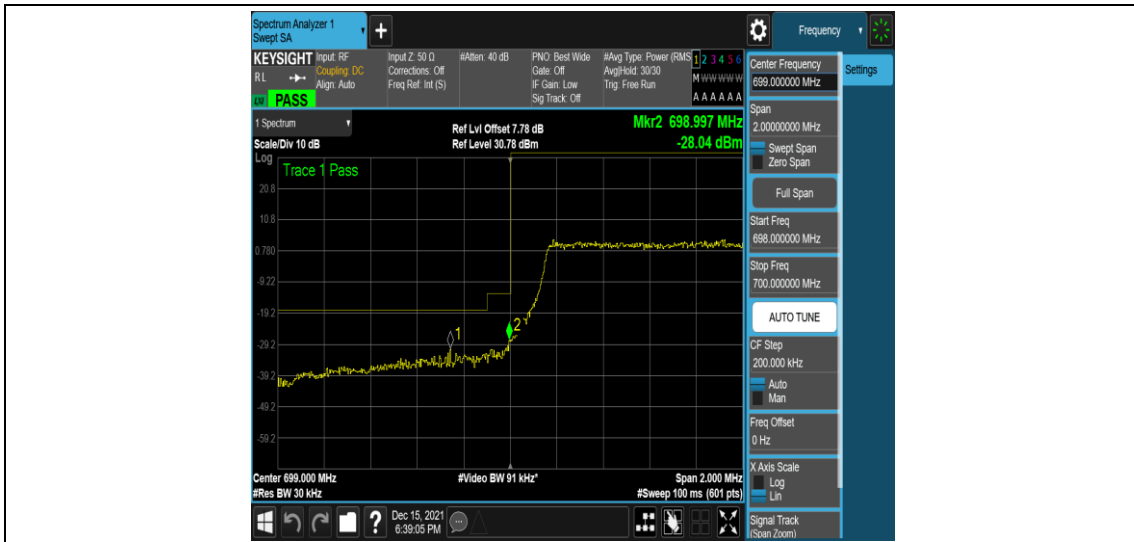 Spectrum Analyzer 1
Swept SA
Frequency
KEYSIGHT
Input: RF
Input Z: 50 Ω
#Atten: 40 dB
PNO: Best Wide
#Avg Type: Power (RMS
1 2 3 4 5 6
R L
Coupling: DC
Corrections: Off
Gate: Off
Avg|Hold: 30/30
M W W W W W
Align: Auto
Freq Ref: Int (S)
IF Gain: Low
Trig: Free Run
Sig Track: Off
A A A A A A
PASS
1 Spectrum
Ref Lvl Offset 7.78 dB
Mkr2 698.997 MHz
Scale/Div 10 dB
Ref Level 30.78 dBm
-28.04 dBm
Log
Trace 1 Pass
20.8
10.8
0.780
-9.22
-19.2
-29.2
-39.2
-49.2
-59.2
1
2
Center 699.000 MHz
#Video BW 91 kHz*
Span 2.000 MHz
#Res BW 30 kHz
#Sweep 100 ms (601 pts)
Dec 15, 2021
6:39:05 PM
Center Frequency
699.000000 MHz
Settings
Span
2.00000000 MHz
Swept Span
Zero Span
Full Span
Start Freq
698.000000 MHz
Stop Freq
700.000000 MHz
AUTO TUNE
CF Step
200.000 kHz
Auto
Man
Freq Offset
0 Hz
X Axis Scale
Log
Lin
Signal Track
(Span Zoom)